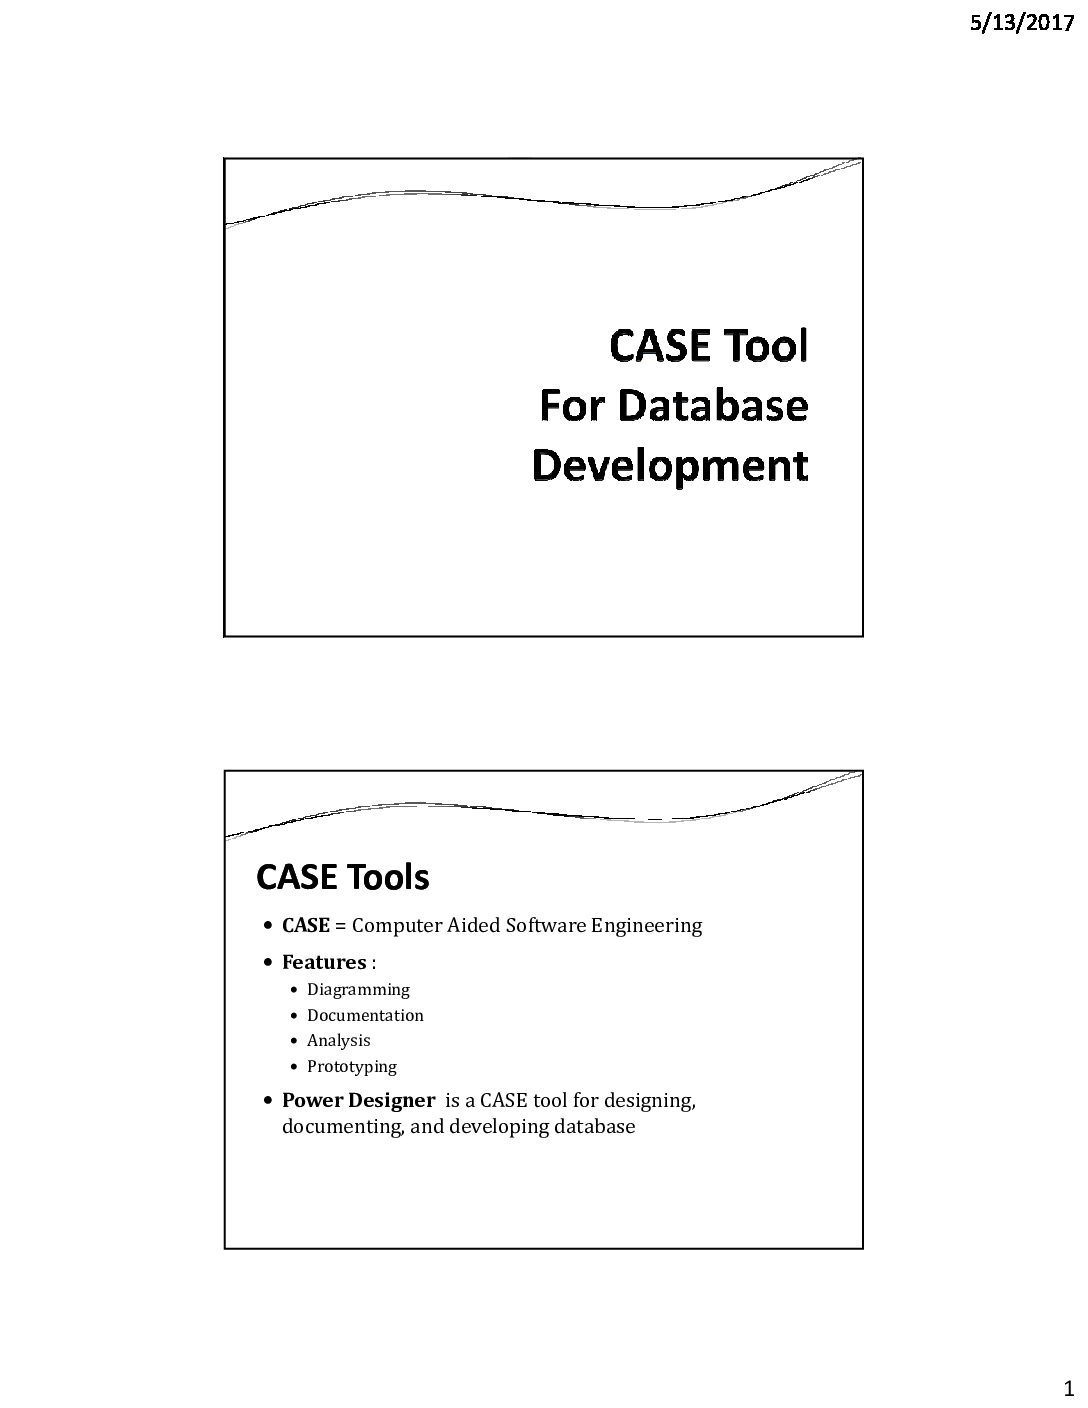 5/13/2017
CASE Tool
For Database
Development
CASE Tools
• CASE = Computer Aided Software Engineering
• Features :
• Diagramming
• Documentation
• Analysis
• Prototyping
• Power Designer is a CASE tool for designing,
documenting, and developing database
1